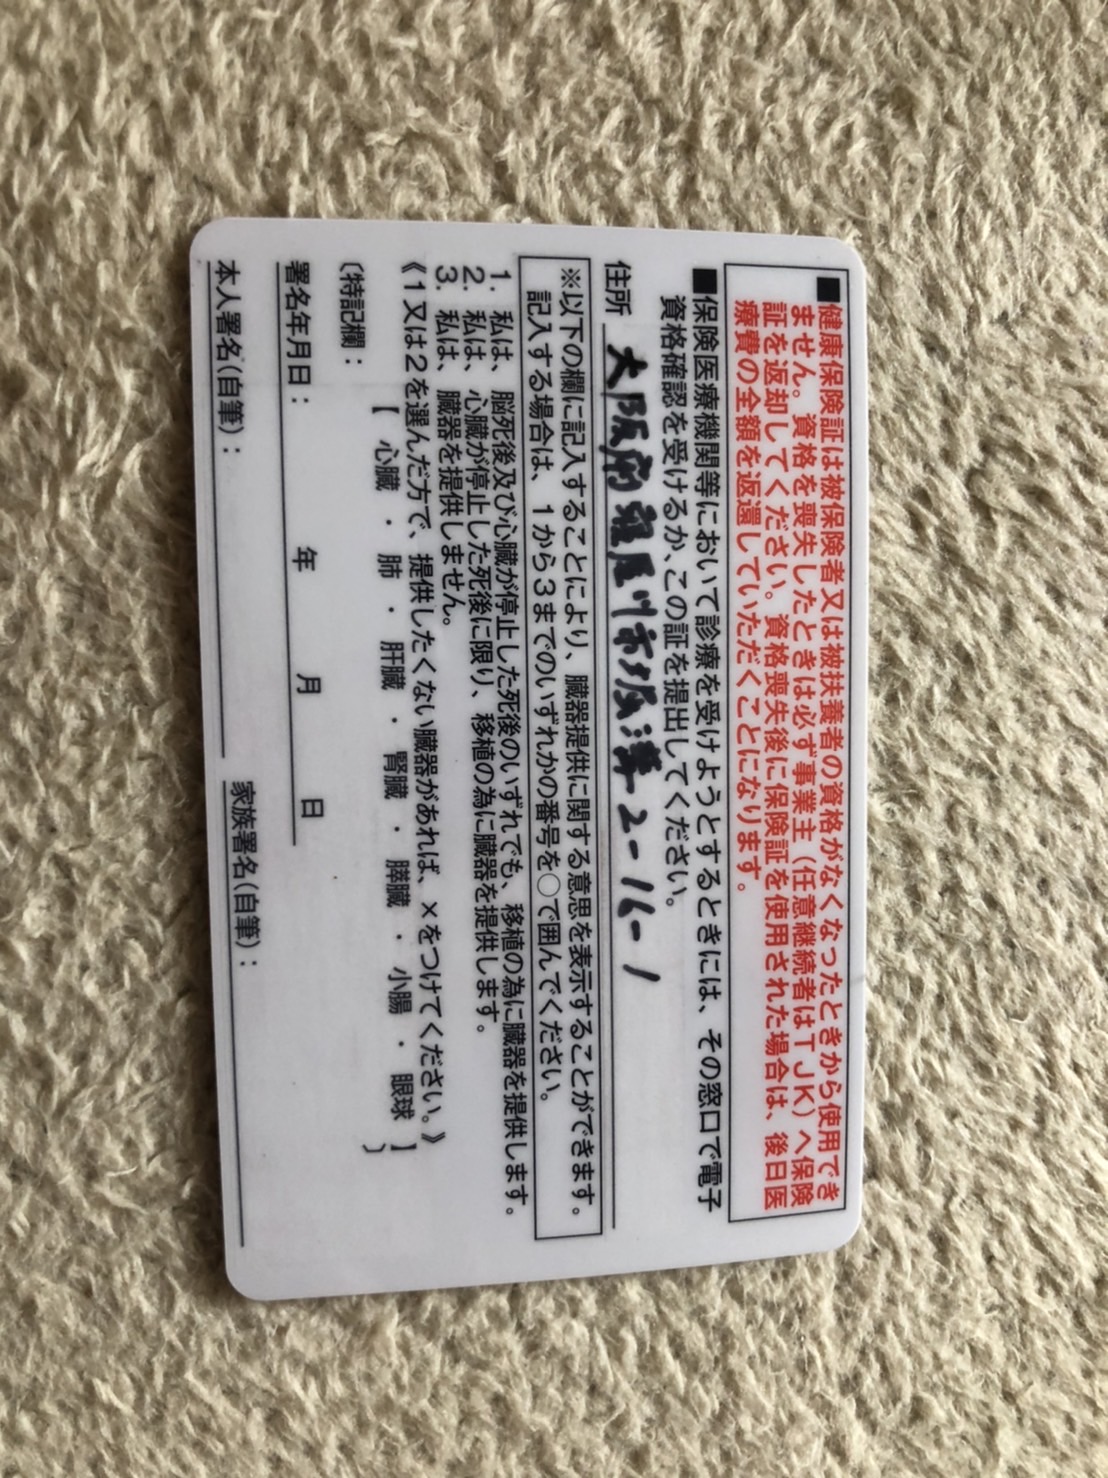 ■健康保険証は被保険者又は被扶養者の資格がなくなったときから使用でき
ません。資格を喪失したときは必ず事業主（任意継続者はＴＪＫ）へ保険
証を返却してください。資格喪失後に保険証を使用された場合は、後日医
療費の全額を返還していただくことになります。
■保険医療機関等において診療を受けようとするときには、その窓口で電子
資格確認を受けるか、この証を提出してください。
住所 大阪府 市 2-16-1
※以下の欄に記入することにより、臓器提供に関する意思を表示することができます。
記入する場合は、１から３までのいずれかの番号を○で囲んでください。
1. 私は、脳死後及び心臓が停止した死後のいずれでも、移植の為に臓器を提供します。
2. 私は、心臓が停止した死後に限り、移植の為に臓器を提供します。
3. 私は、臓器を提供しません。
《１又は２を選んだ方で、提供したくない臓器があれば、×をつけてください。》
【 心臓 ・ 肺 ・ 肝臓 ・ 腎臓 ・ 膵臓 ・ 小腸 ・ 眼球 】
〔特記欄： 〕
署名年月日： 年 月 日
本人署名(自筆)： 家族署名(自筆)：